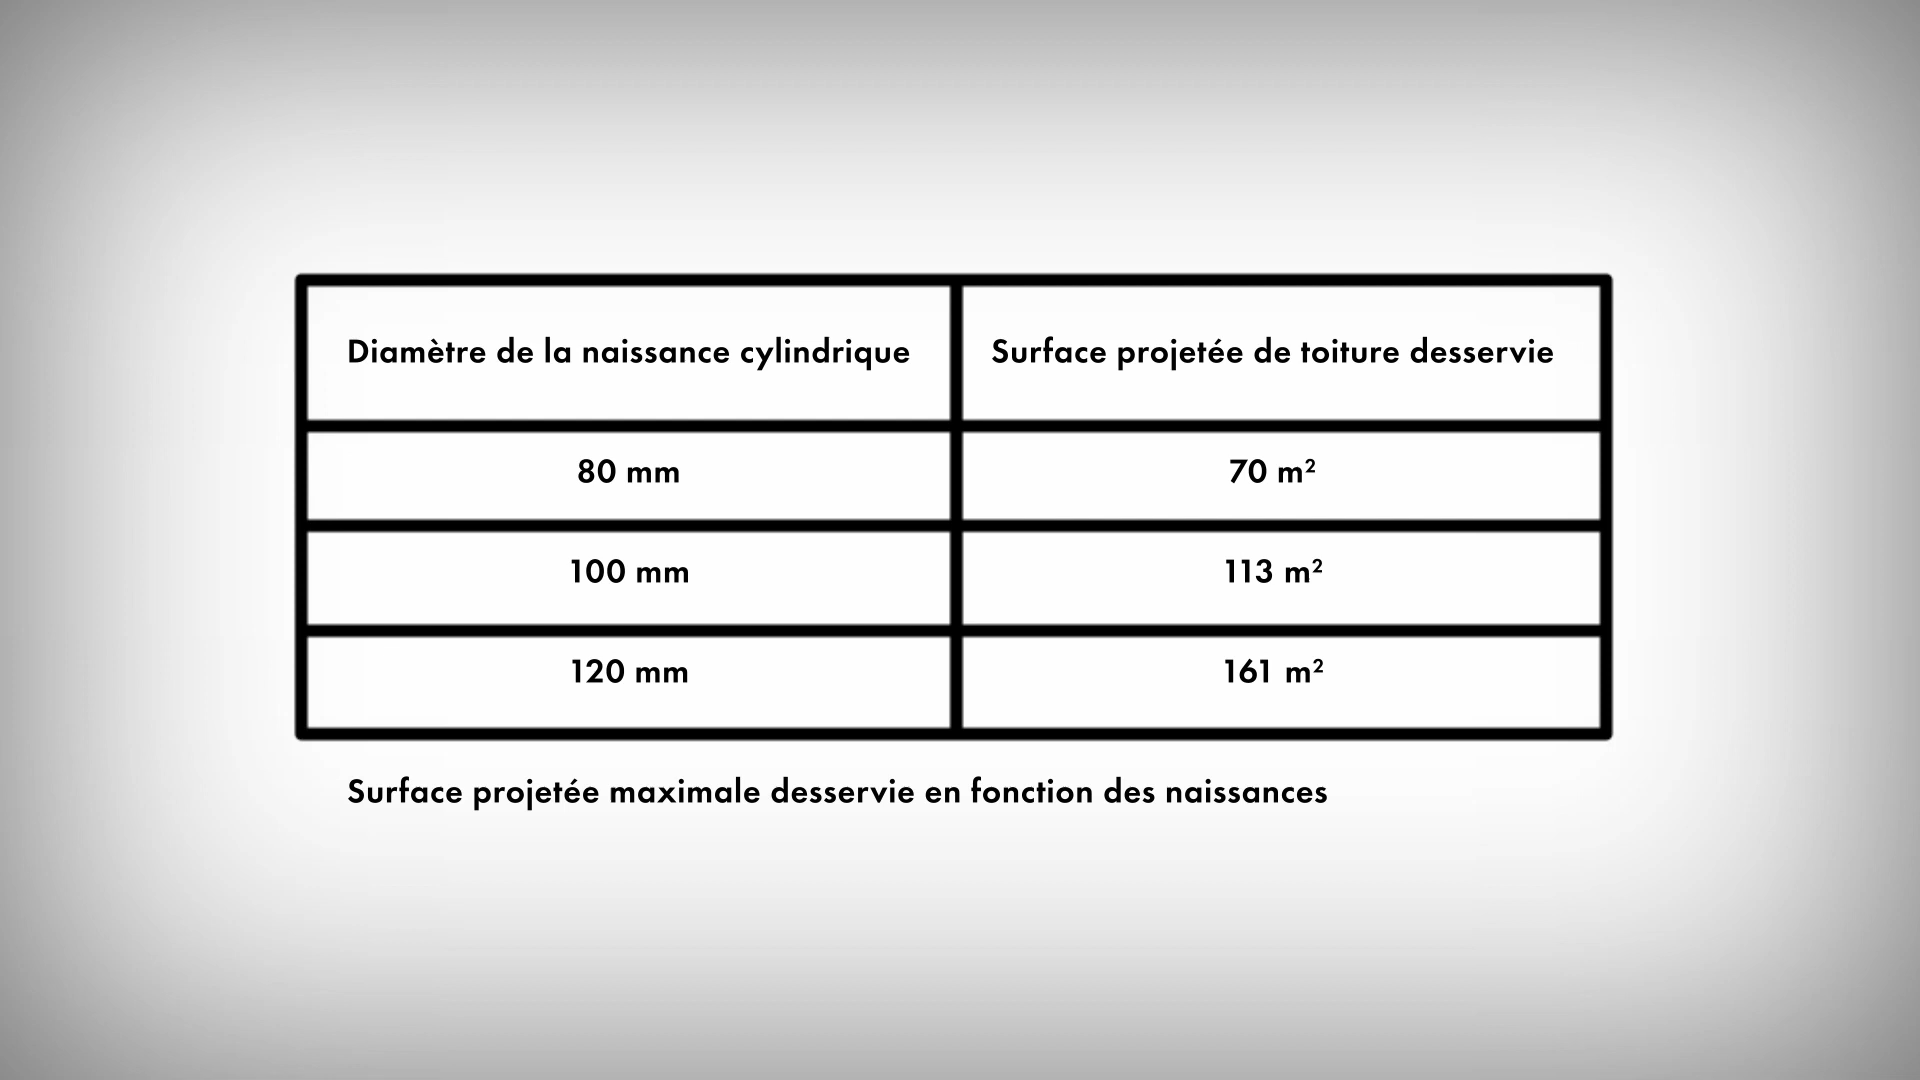 Diamètre de la naissance cylindrique
Surface projetée de toiture desservie
80 mm
70 m²
100 mm
113 m²
120 mm
161 m²
Surface projetée maximale desservie en fonction des naissances